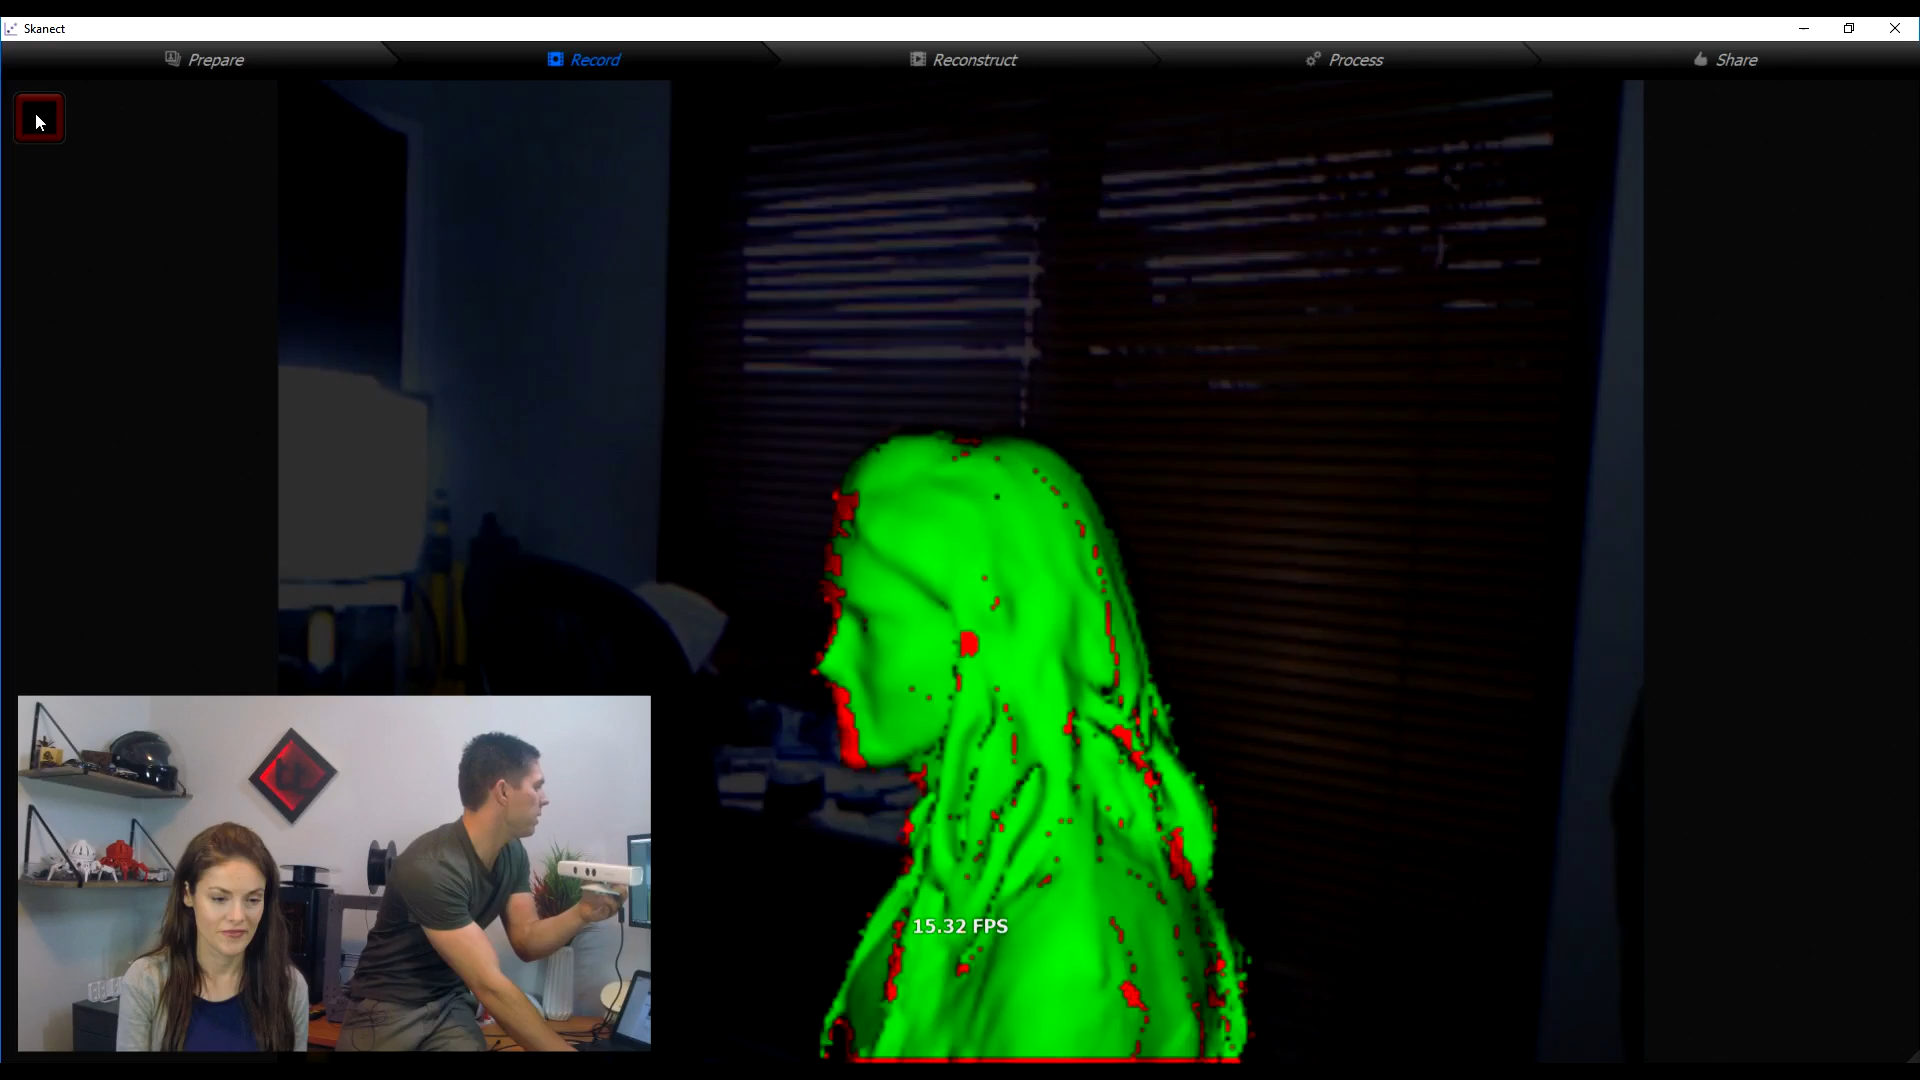 Skanect
Prepare
Record
Reconstruct
Process
Share
15.32 FPS